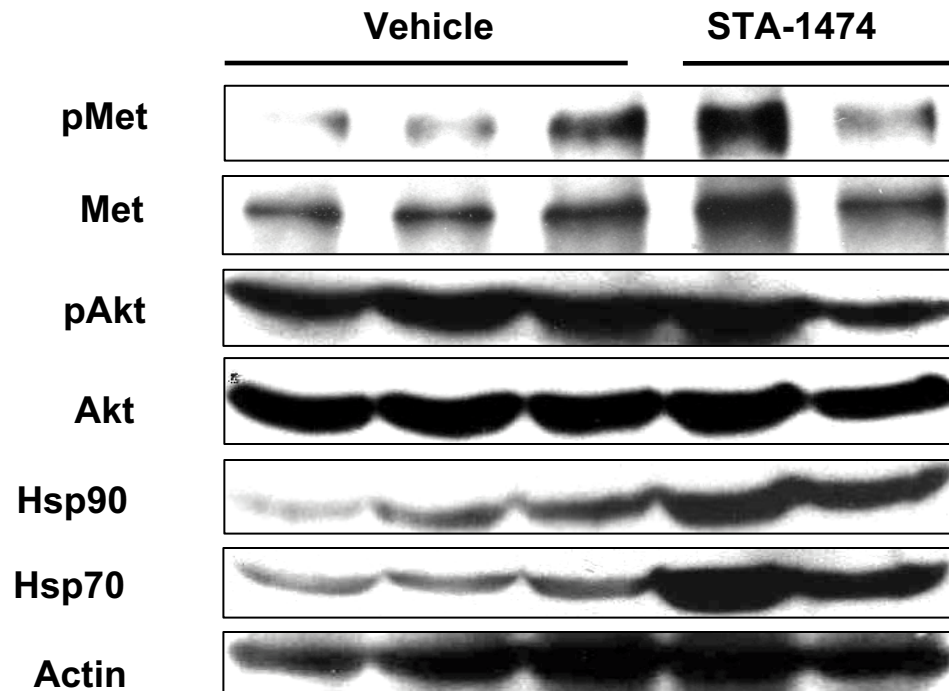 Vehicle STA-1474
pMet
Met
pAkt
Akt
Hsp90
Hsp70
Actin